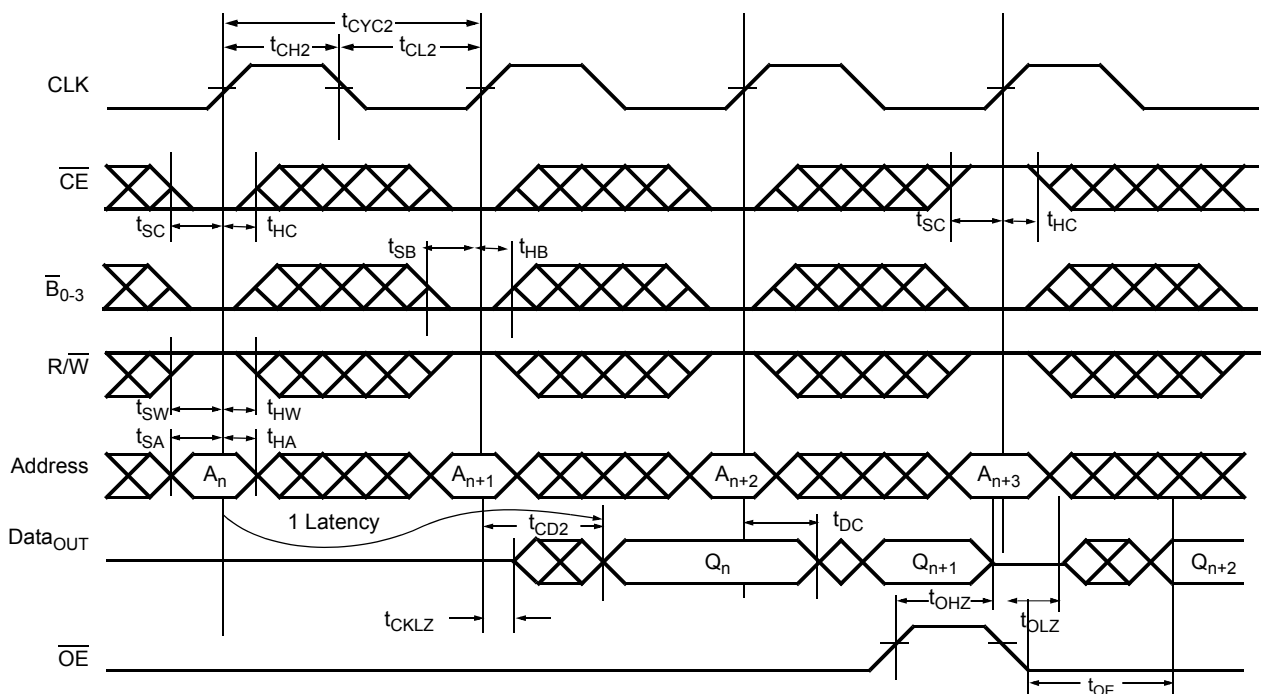 tCYC2
tCH2 tCL2
CLK
CE
tSC tHC tSC tHC
tSB tHB
B0-3
R/W
tSW tHW
tSA tHA
Address An An+1 An+2 An+3
1 Latency tCD2 tDC
DataOUT Qn Qn+1 Qn+2
tOHZ
tCKLZ tOLZ
OE
tOE